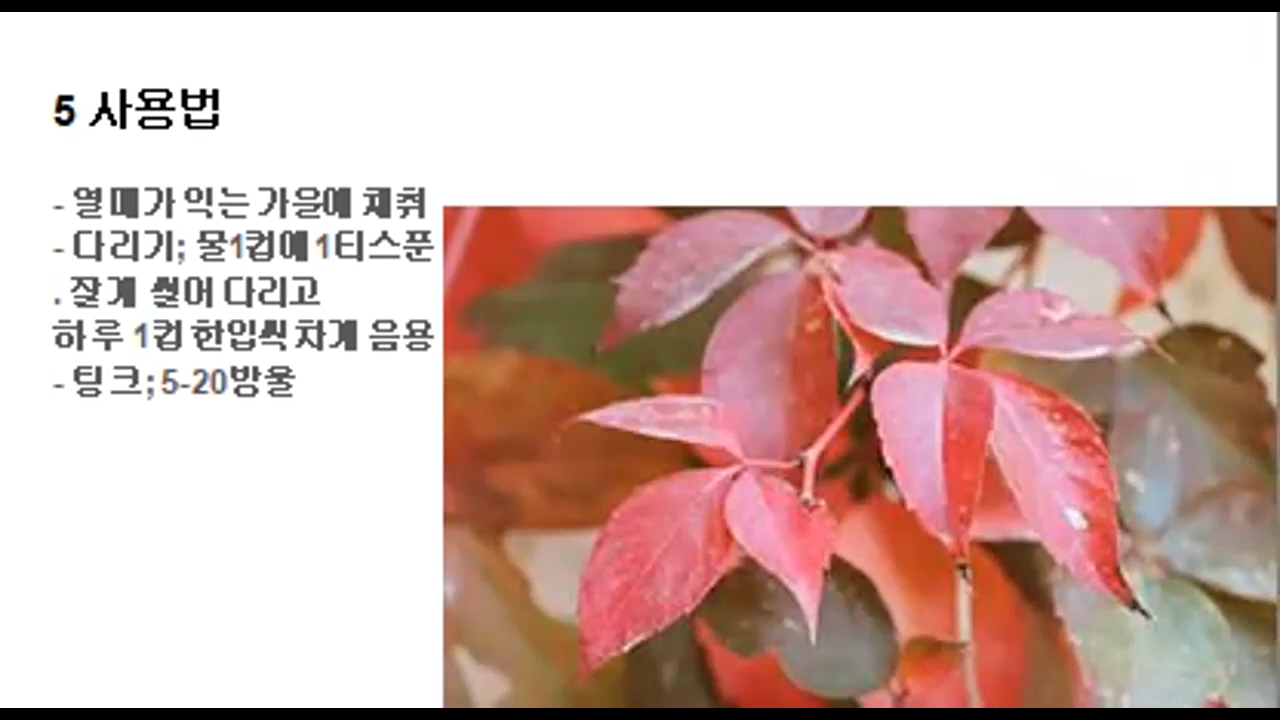 5 사용법
- 열매가 익는 가을에 채취
- 다리기; 물1컵에 1티스푼
. 잘게 썰어 다리고
하루 1컵 한입씩 차게 음용
- 팅크; 5-20방울